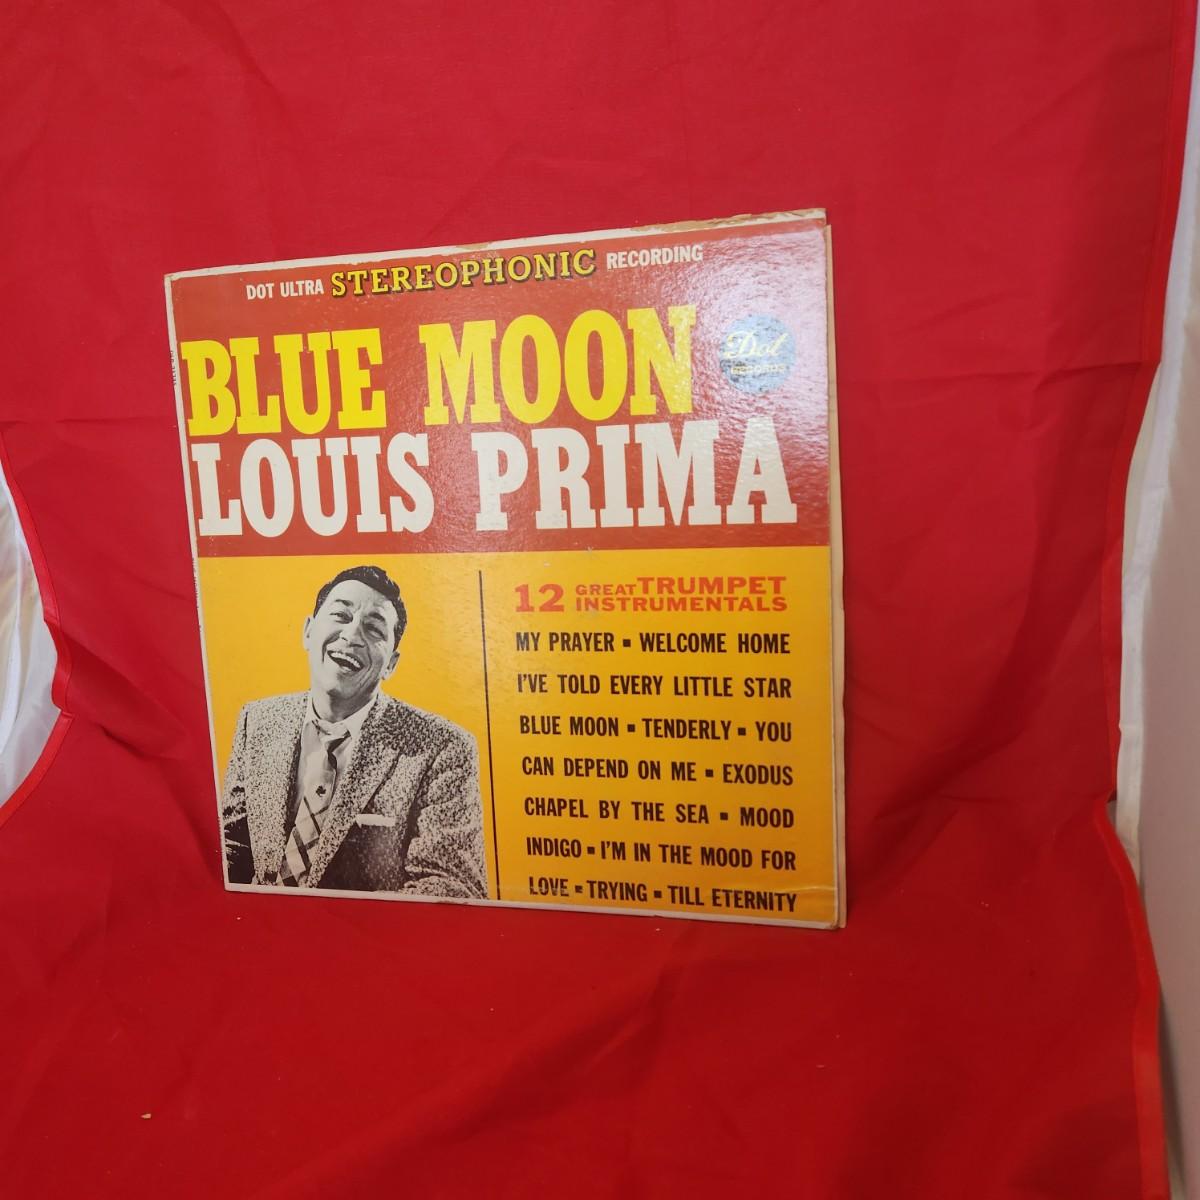 DOT ULTRA STEREOPHONIC RECORDING
BLUE MOON
Dot
RECORDS
LOUIS PRIMA
12 GREAT TRUMPET
INSTRUMENTALS
MY PRAYER ▪ WELCOME HOME
I'VE TOLD EVERY LITTLE STAR
BLUE MOON ▪ TENDERLY ▪ YOU
CAN DEPEND ON ME ▪ EXODUS
CHAPEL BY THE SEA ▪ MOOD
INDIGO ▪ I'M IN THE MOOD FOR
LOVE ▪ TRYING ▪ TILL ETERNITY